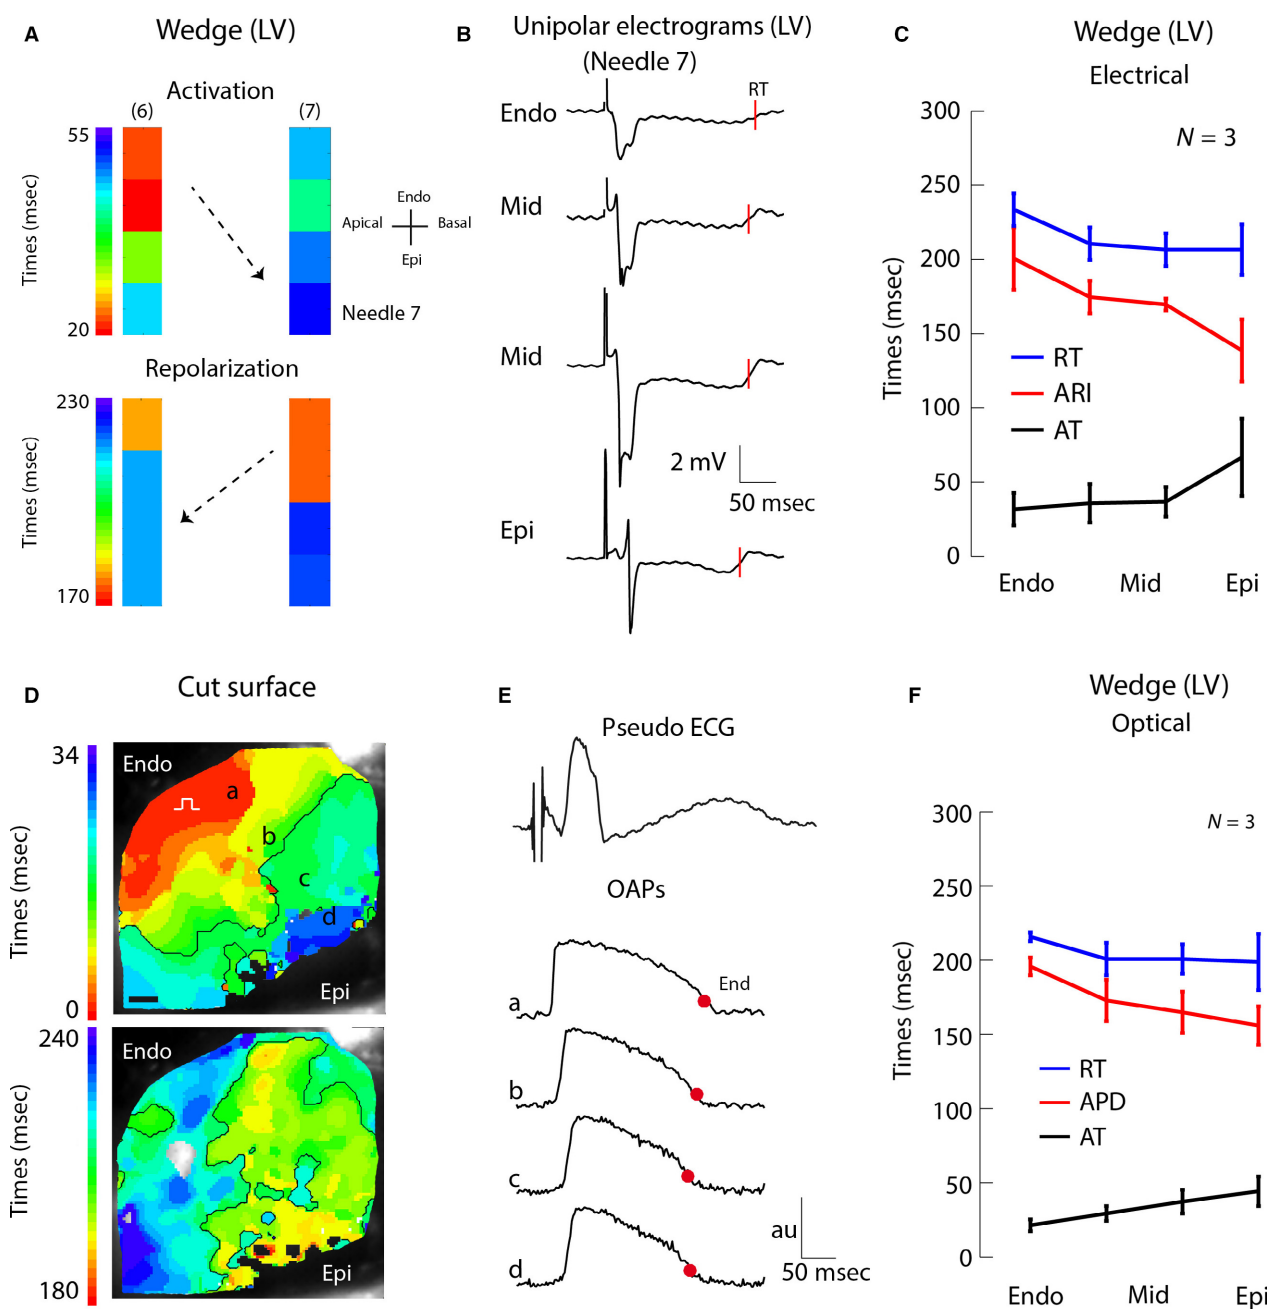 A
Wedge (LV)
Activation
(6)
(7)
55
20
Times (msec)
Endo
Apical
Basal
Epi
Needle 7
Repolarization
230
170
Times (msec)
B
Unipolar electrograms (LV)
(Needle 7)
RT
Endo
Mid
Mid
2 mV
50 msec
Epi
C
Wedge (LV)
Electrical
N = 3
300
250
200
150
100
50
0
Times (msec)
RT
ARI
AT
Endo
Mid
Epi
D
Cut surface
34
0
Times (msec)
Endo
a
b
c
d
Epi
240
180
Times (msec)
Endo
Epi
E
Pseudo ECG
OAPs
End
a
b
c
d
au
50 msec
F
Wedge (LV)
Optical
N = 3
300
250
200
150
100
50
0
Times (msec)
RT
APD
AT
Endo
Mid
Epi